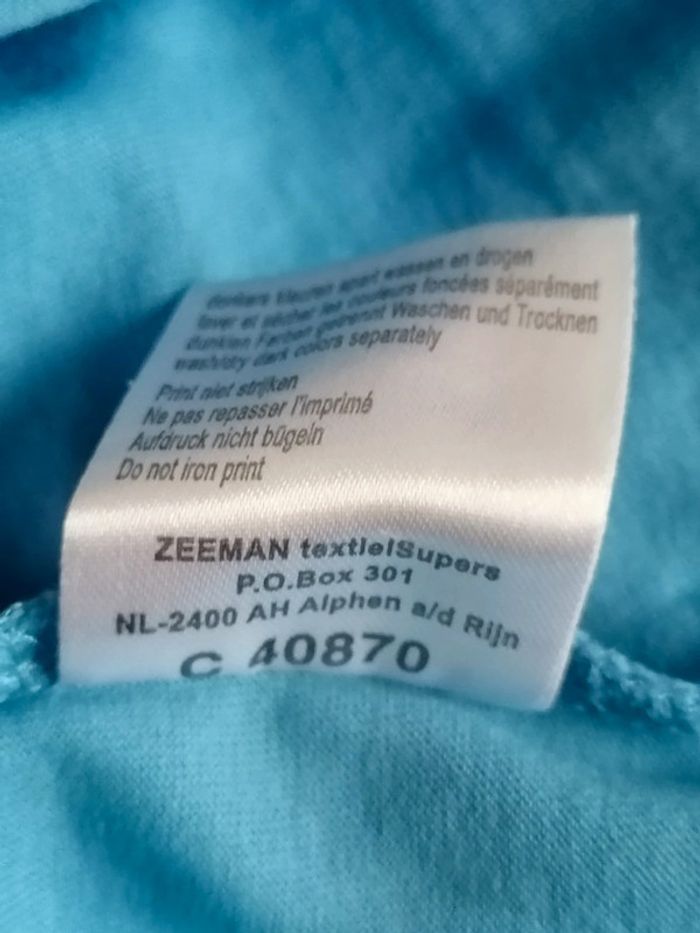 donkere kleuren apart wassen en drogen
laver et sécher les couleurs foncées séparément
dunklen Farben getrennt Waschen und Trocknen
wash/dry dark colors separately
Print niet strijken
Ne pas repasser l'imprimé
Aufdruck nicht bügeln
Do not iron print
ZEEMAN textielSupers
P.O.Box 301
NL-2400 AH Alphen a/d Rijn
C 40870